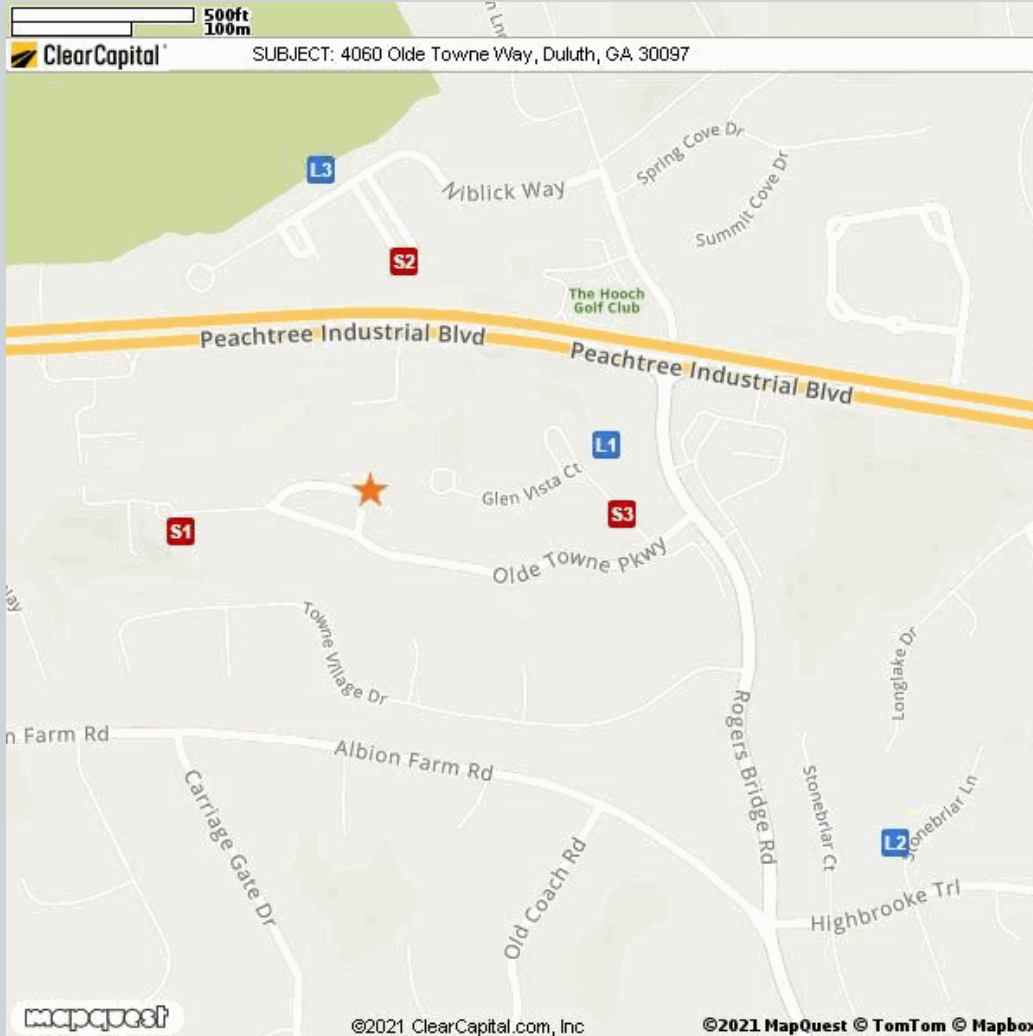 500ft
100m
ClearCapital
SUBJECT: 4060 Olde Towne Way, Duluth, GA 30097
L3
Niblick Way
Spring Cove Dr
Summit Cove Dr
S2
The Hooch
Golf Club
Peachtree Industrial Blvd
Peachtree Industrial Blvd
L1
Glen Vista Ct
S3
S1
Olde Towne Pkwy
Towne Village Dr
Longlake Dr
Farm Rd
Albion Farm Rd
Rogers Bridge Rd
Carriage Gate Dr
Old Coach Rd
Stonebriar Ct
L2
Stonebriar Ln
Highbrooke Trl
mapquest
©2021 ClearCapital.com, Inc
©2021 MapQuest © TomTom © Mapbox